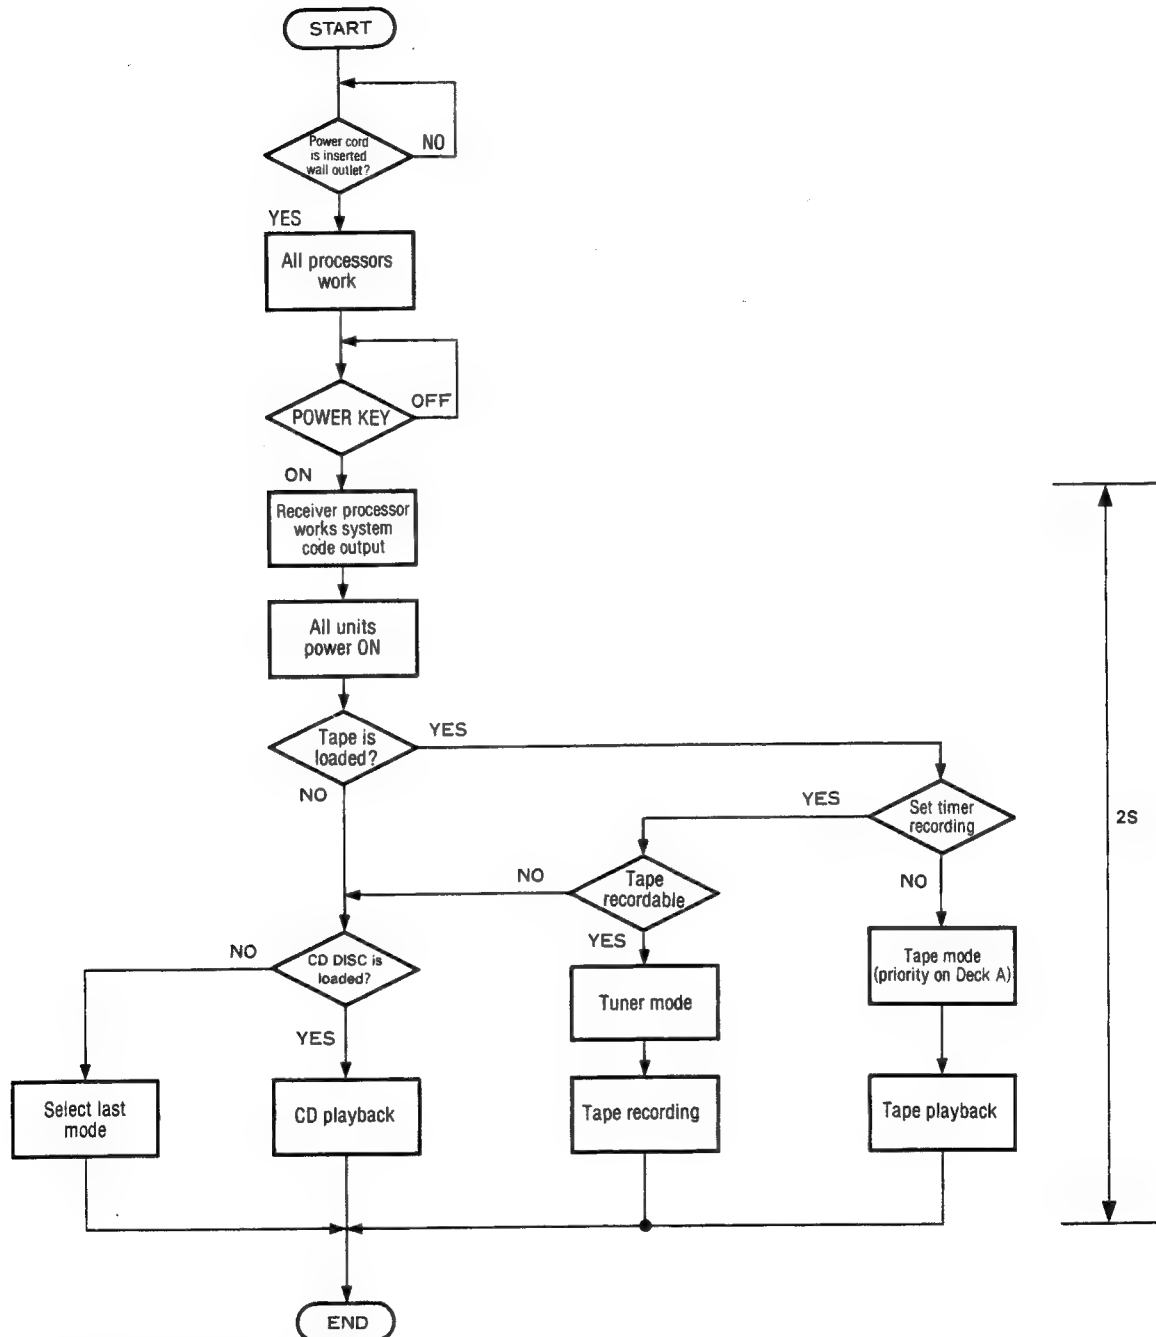 START
Power cord
is inserted
wall outlet?
NO
YES
All processors
work
POWER KEY
OFF
ON
Receiver processor
works system
code output
All units
power ON
Tape is
loaded?
YES
NO
Set timer
recording
YES
NO
2S
Tape
recordable
NO
YES
CD DISC is
loaded?
NO
YES
Tape mode
(priority on Deck A)
Tuner mode
Select last
mode
CD playback
Tape recording
Tape playback
END